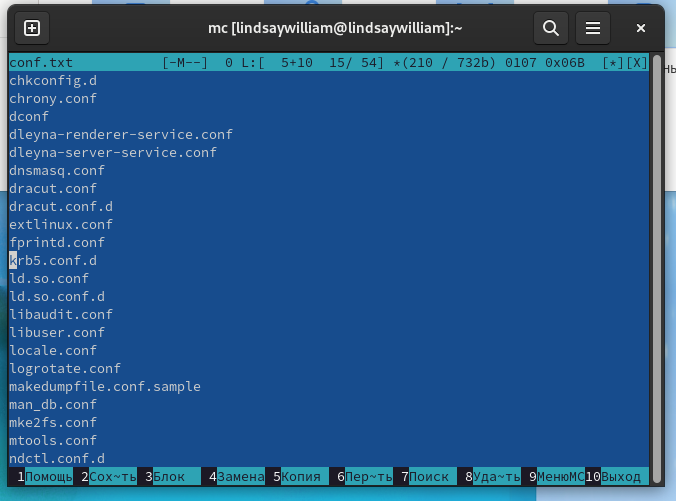 mc [lindsaywilliam@lindsaywilliam]:~
conf.txt [-M--] 0 L:[ 5+10 15/ 54] *(210 / 732b) 0107 0x06B [*][X]
chkconfig.d
chrony.conf
dconf
dleyna-renderer-service.conf
dleyna-server-service.conf
dnsmasq.conf
dracut.conf
dracut.conf.d
extlinux.conf
fprintd.conf
krb5.conf.d
ld.so.conf
ld.so.conf.d
libaudit.conf
libuser.conf
locale.conf
logrotate.conf
makedumpfile.conf.sample
man_db.conf
mke2fs.conf
mtools.conf
ndctl.conf.d
1Помощь 2Сох~ть 3Блок 4Замена 5Копия 6Пер~ть 7Поиск 8Уда~ть 9МенюMC 10Выход